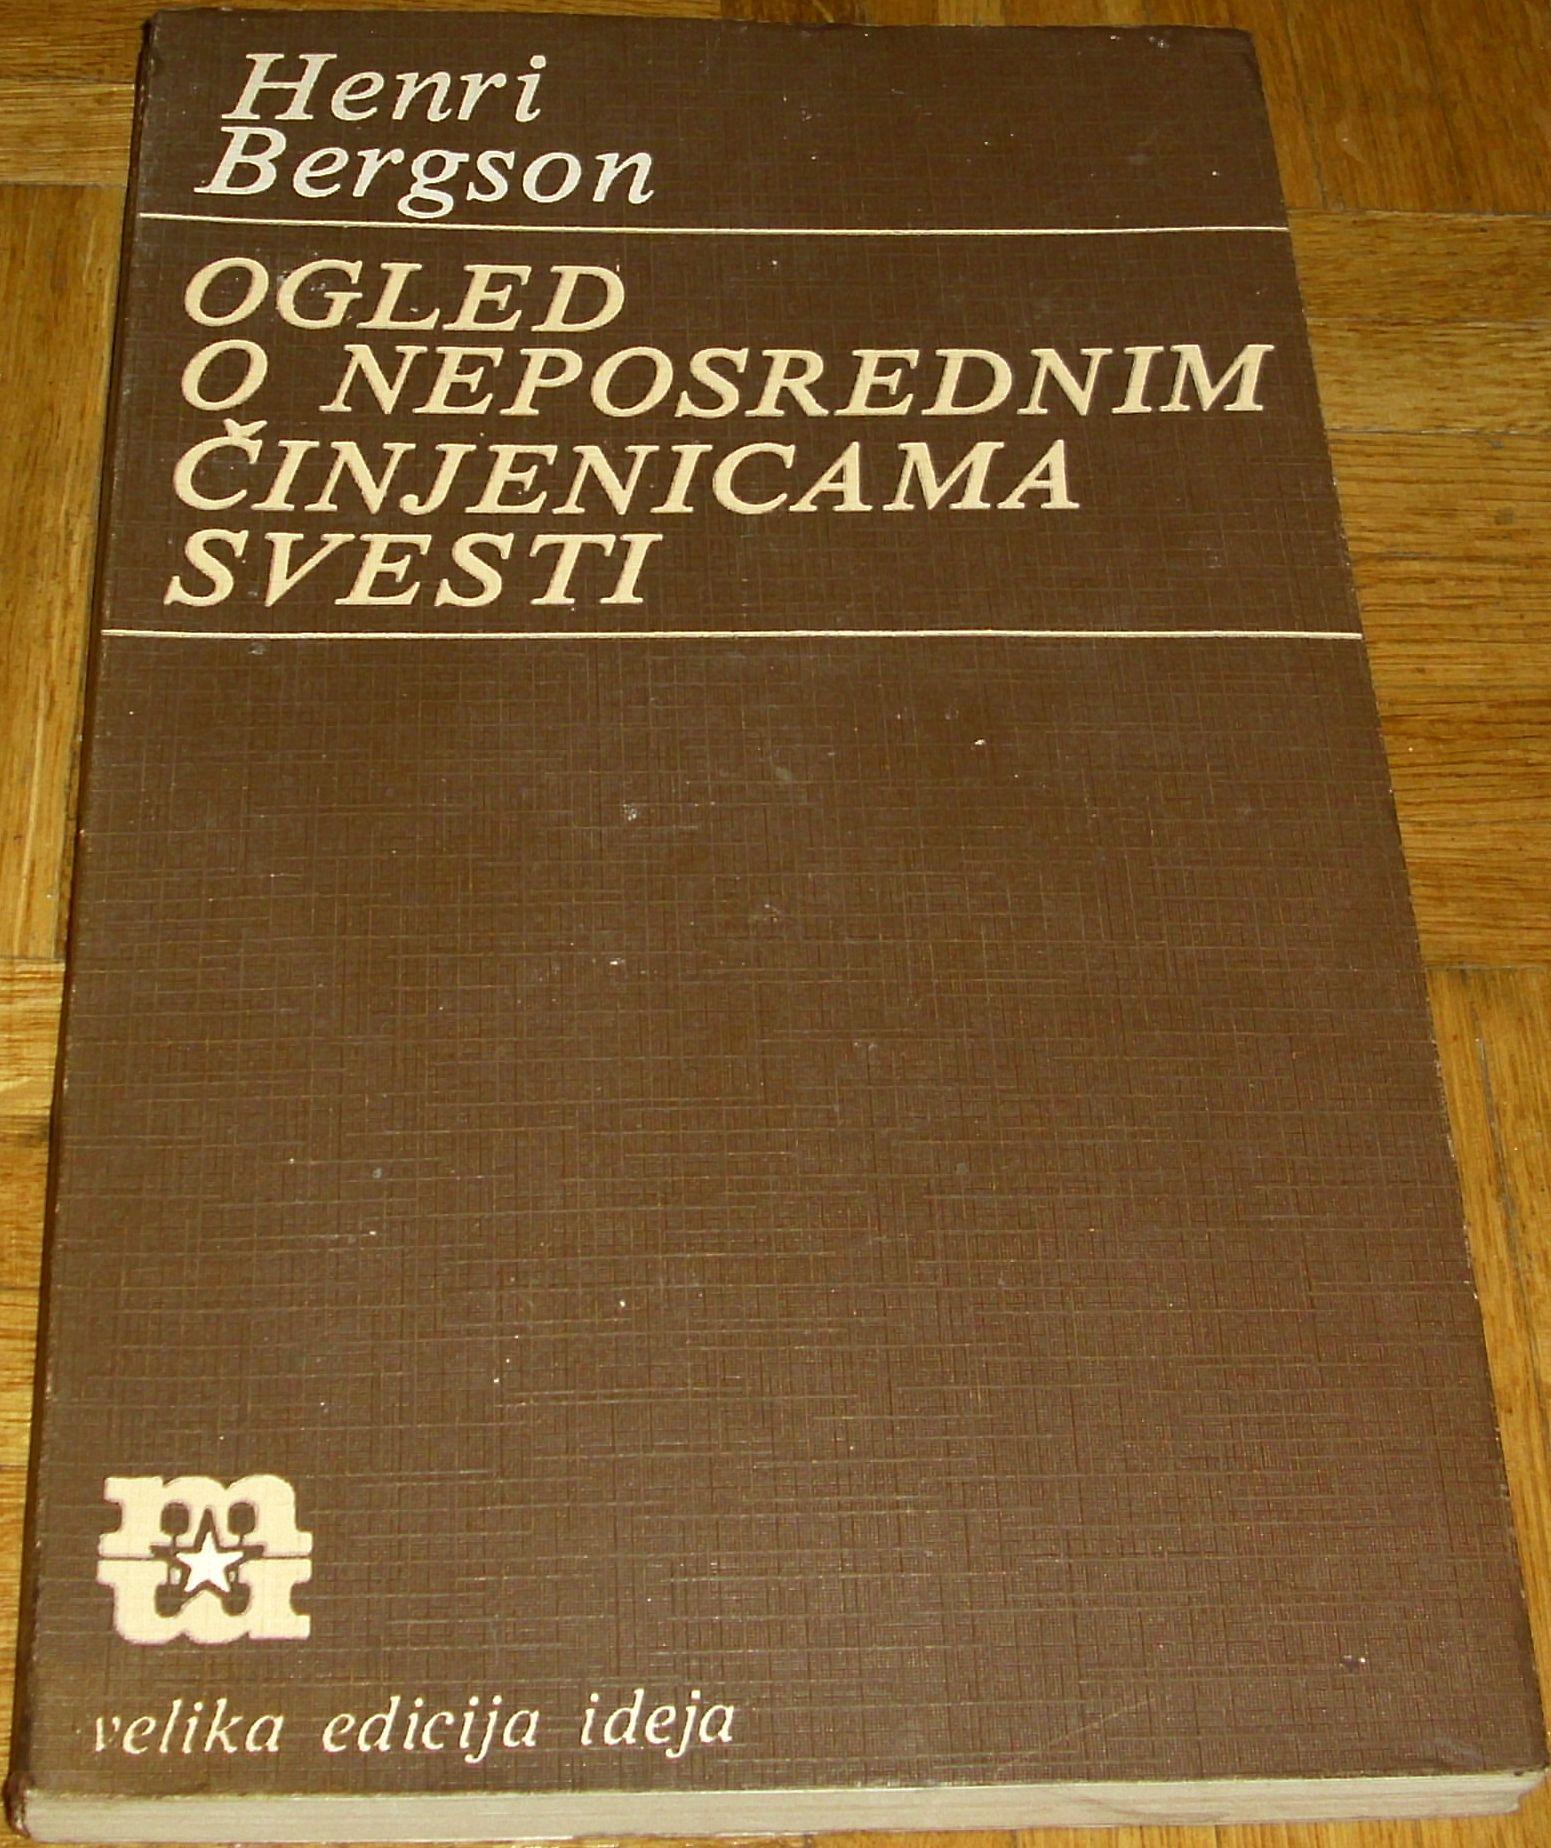 Henri
Bergson
OGLED
O NEPOSREDNIM
ČINJENICAMA
SVESTI
m
velika edicija ideja